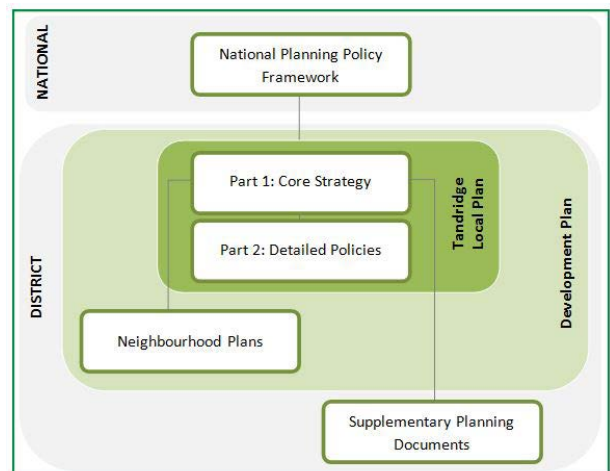 NATIONAL
National Planning Policy
Framework
DISTRICT
Part 1: Core Strategy
Part 2: Detailed Policies
Tandridge
Local Plan
Development Plan
Neighbourhood Plans
Supplementary Planning
Documents